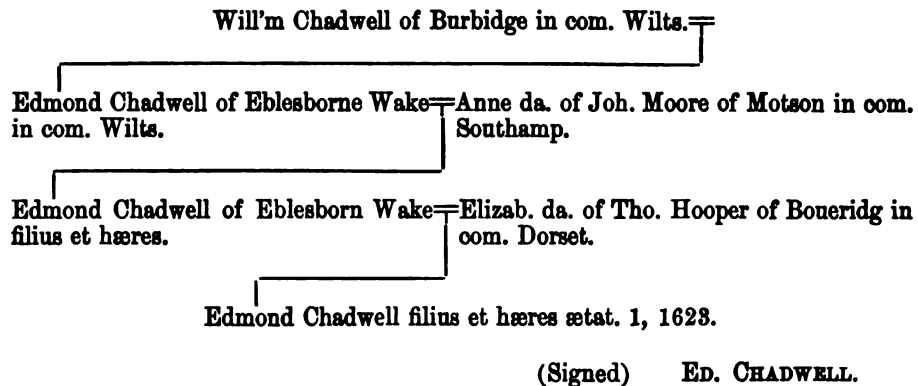 Will'm Chadwell of Burbidge in com. Wilts.
Edmond Chadwell of Eblesborne Wake Anne da. of Joh. Moore of Motson in com.
in com. Wilts. Southamp.
Edmond Chadwell of Eblesborn Wake Elizab. da. of Tho. Hooper of Boueridg in
filius et hæres. com. Dorset.
Edmond Chadwell filius et hæres ætat. 1, 1623.
(Signed) ED. CHADWELL.